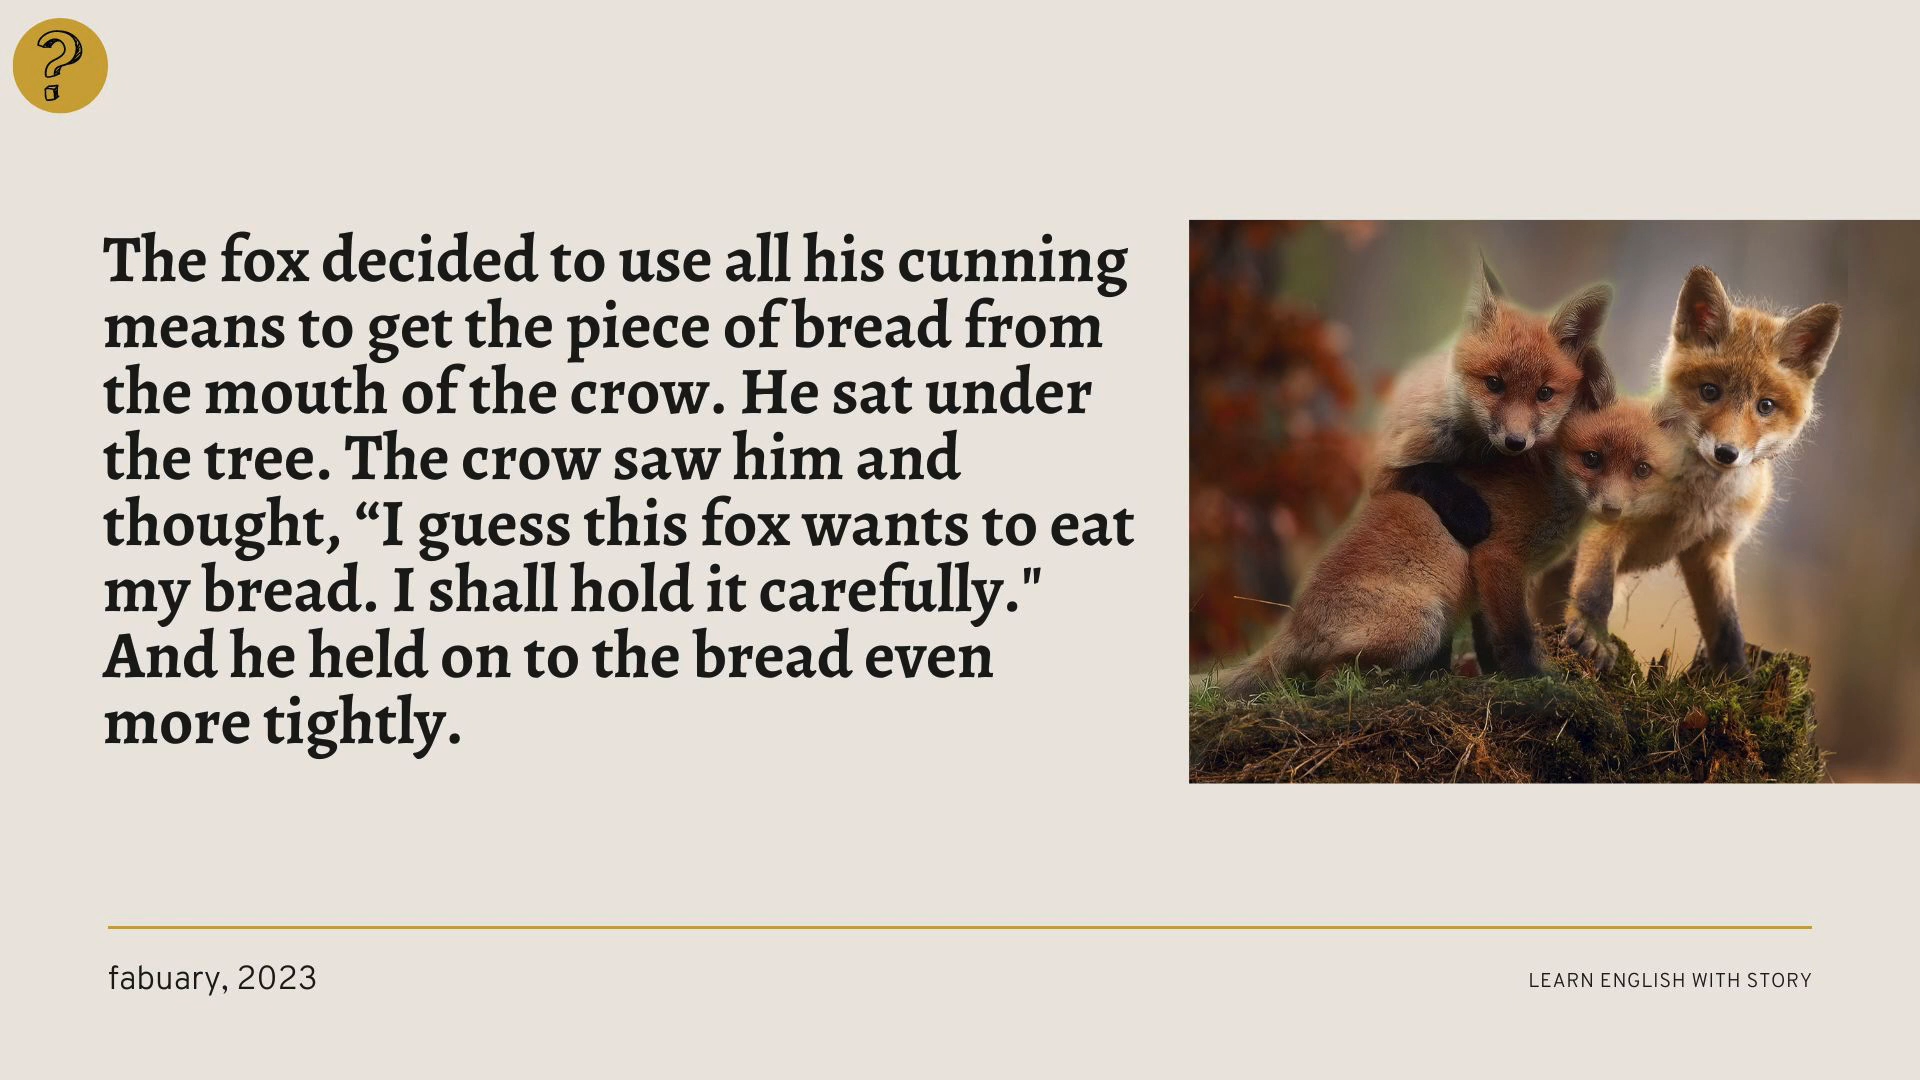 ?
The fox decided to use all his cunning
means to get the piece of bread from
the mouth of the crow. He sat under
the tree. The crow saw him and
thought, “I guess this fox wants to eat
my bread. I shall hold it carefully."
And he held on to the bread even
more tightly.
fabuary, 2023
LEARN ENGLISH WITH STORY